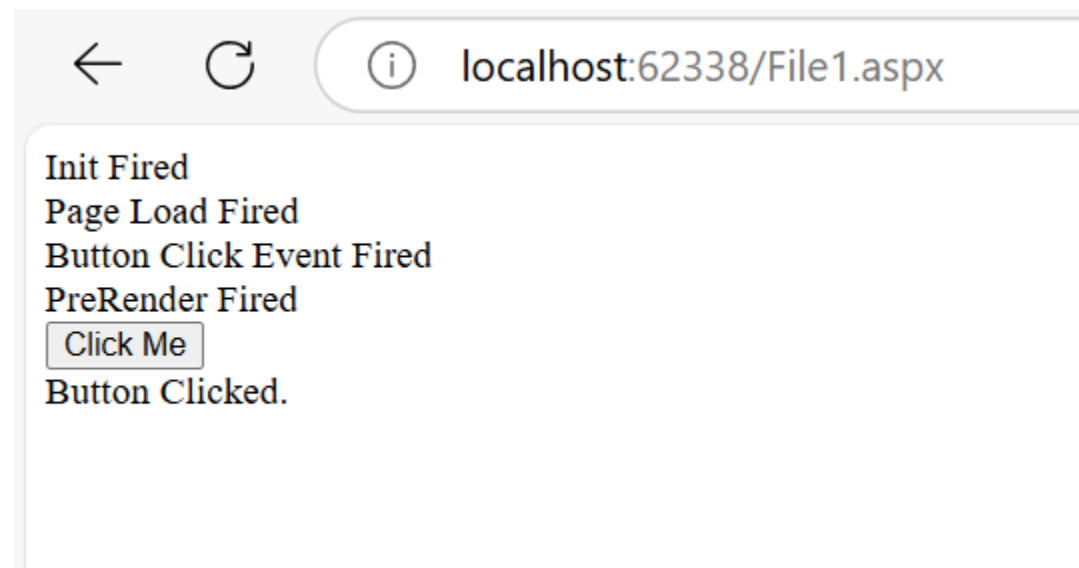 localhost:62338/File1.aspx
Init Fired
Page Load Fired
Button Click Event Fired
PreRender Fired
Click Me
Button Clicked.